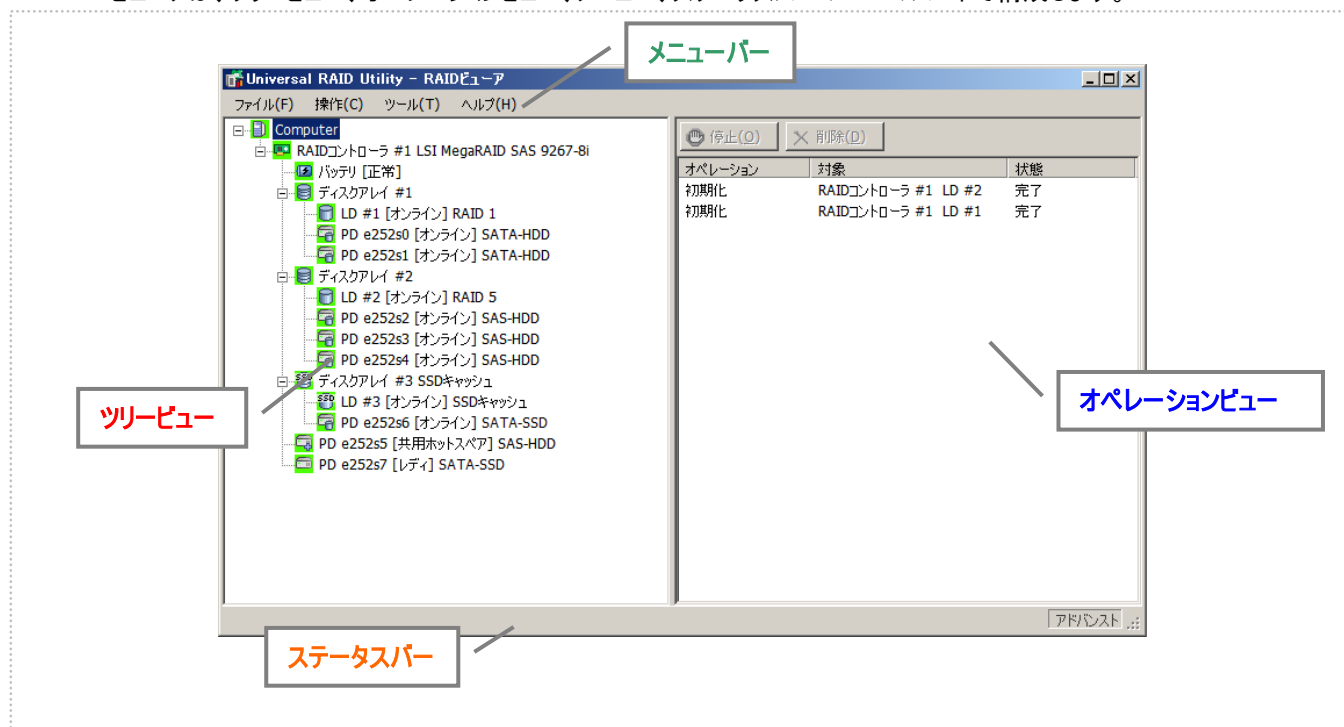 メニューバー
Universal RAID Utility - RAIDビューア
ファイル(F) 操作(C) ツール(T) ヘルプ(H)
Computer
RAIDコントローラ #1 LSI MegaRAID SAS 9267-8i
バッテリ [正常]
ディスクアレイ #1
LD #1 [オンライン] RAID 1
PD e252s0 [オンライン] SATA-HDD
PD e252s1 [オンライン] SATA-HDD
ディスクアレイ #2
LD #2 [オンライン] RAID 5
PD e252s2 [オンライン] SAS-HDD
PD e252s3 [オンライン] SAS-HDD
PD e252s4 [オンライン] SAS-HDD
ディスクアレイ #3 SSDキャッシュ
LD #3 [オンライン] SSDキャッシュ
PD e252s6 [オンライン] SATA-SSD
PD e252s5 [共用ホットスペア] SAS-HDD
PD e252s7 [レディ] SATA-SSD
停止(O) 削除(D)
オペレーション 対象 状態
初期化 RAIDコントローラ #1 LD #2 完了
初期化 RAIDコントローラ #1 LD #1 完了
ツリービュー
オペレーションビュー
アドバンスト
ステータスバー